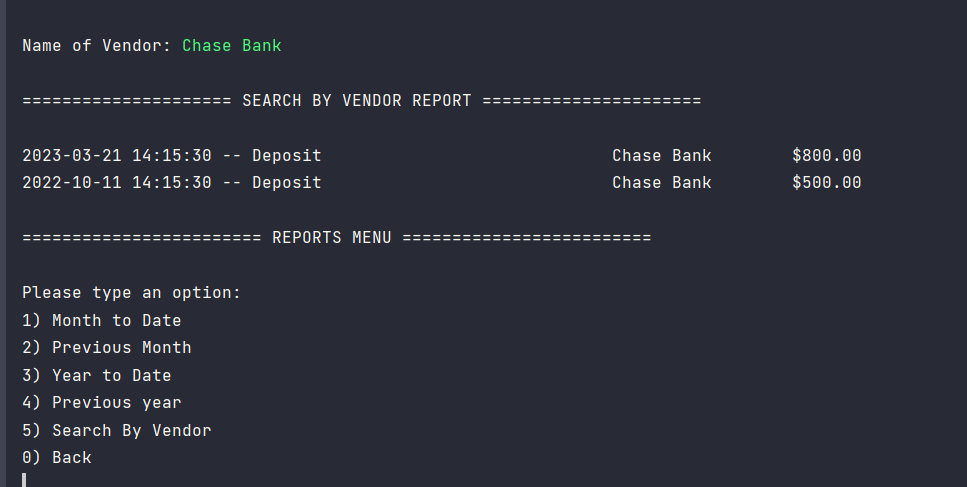 Name of Vendor: Chase Bank
===================== SEARCH BY VENDOR REPORT ======================
2023-03-21 14:15:30 -- Deposit                             Chase Bank        $800.00
2022-10-11 14:15:30 -- Deposit                             Chase Bank        $500.00
======================== REPORTS MENU =========================
Please type an option:
1) Month to Date
2) Previous Month
3) Year to Date
4) Previous year
5) Search By Vendor
0) Back